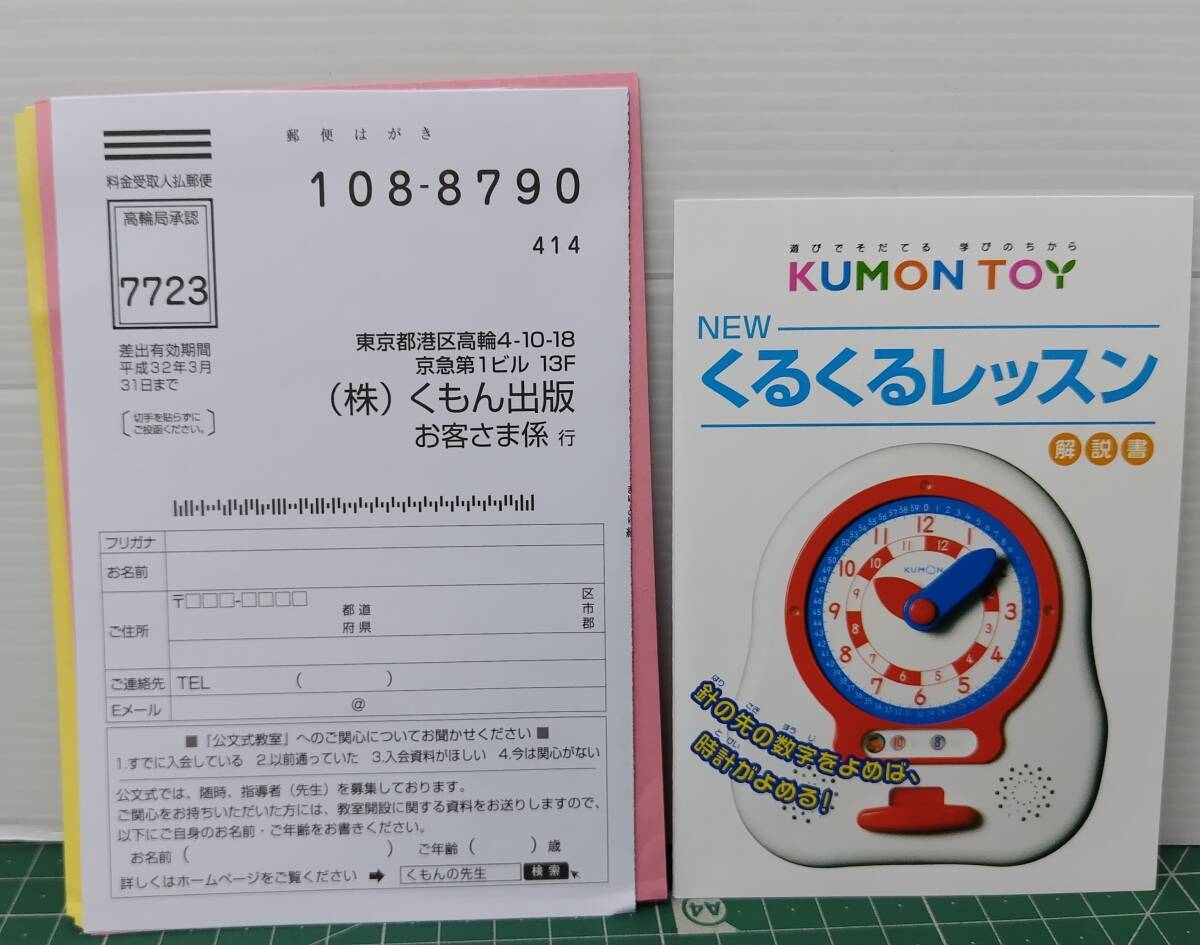 郵便はがき
料金受取人払郵便
108-8790
高輪局承認
7723
414
差出有効期間
平成32年3月
31日まで
切手を貼らずに
ご投函ください。
東京都港区高輪4-10-18
京急第1ビル 13F
（株）くもん出版
お客さま係 行
フリガナ
お名前
ご住所
〒□□□-□□□□
都道
府県
区
市
郡
ご連絡先 TEL （ ）
Eメール @
■「公文式教室」へのご関心についてお聞かせください■
1.すでに入会している 2.以前通っていた 3.入会資料がほしい 4.今は関心がない
公文式では、随時、指導者（先生）を募集しております。
ご関心をお持ちいただいた方には、教室開設に関する資料をお送りしますので、
以下にご自身のお名前・ご年齢をお書きください。
お名前（ ） ご年齢（ ）歳
詳しくはホームページをご覧ください ➡ くもんの先生 検索
遊びでそだてる 学びのちから
KUMON TOY
NEW
くるくるレッスン
解説書
KUMON
12
1
3
5
6
7
8
9
10
針の先の数字をよめば、
時計がよめる!
10 8
A4